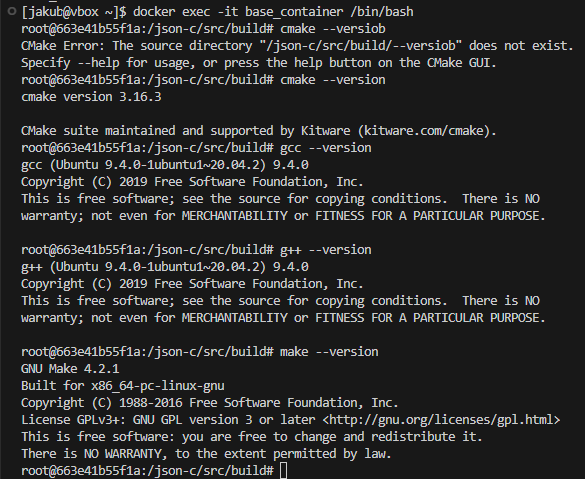 [jakub@vbox ~]$ docker exec -it base_container /bin/bash
root@663e41b55f1a:/json-c/src/build# cmake --versiob
CMake Error: The source directory "/json-c/src/build/--versiob" does not exist.
Specify --help for usage, or press the help button on the CMake GUI.
root@663e41b55f1a:/json-c/src/build# cmake --version
cmake version 3.16.3

CMake suite maintained and supported by Kitware (kitware.com/cmake).
root@663e41b55f1a:/json-c/src/build# gcc --version
gcc (Ubuntu 9.4.0-1ubuntu1~20.04.2) 9.4.0
Copyright (C) 2019 Free Software Foundation, Inc.
This is free software; see the source for copying conditions.  There is NO
warranty; not even for MERCHANTABILITY or FITNESS FOR A PARTICULAR PURPOSE.

root@663e41b55f1a:/json-c/src/build# g++ --version
g++ (Ubuntu 9.4.0-1ubuntu1~20.04.2) 9.4.0
Copyright (C) 2019 Free Software Foundation, Inc.
This is free software; see the source for copying conditions.  There is NO
warranty; not even for MERCHANTABILITY or FITNESS FOR A PARTICULAR PURPOSE.

root@663e41b55f1a:/json-c/src/build# make --version
GNU Make 4.2.1
Built for x86_64-pc-linux-gnu
Copyright (C) 1988-2016 Free Software Foundation, Inc.
License GPLv3+: GNU GPL version 3 or later <http://gnu.org/licenses/gpl.html>
This is free software: you are free to change and redistribute it.
There is NO WARRANTY, to the extent permitted by law.
root@663e41b55f1a:/json-c/src/build#